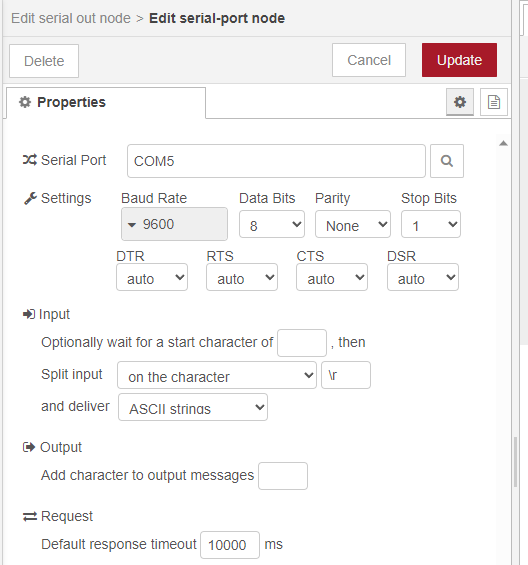 Edit serial out node > Edit serial-port node
Delete Cancel Update
Properties
Serial Port COM5
Settings Baud Rate Data Bits Parity Stop Bits
9600 8 None 1
DTR RTS CTS DSR
auto auto auto auto
Input
Optionally wait for a start character of , then
Split input on the character \r
and deliver ASCII strings
Output
Add character to output messages
Request
Default response timeout 10000 ms